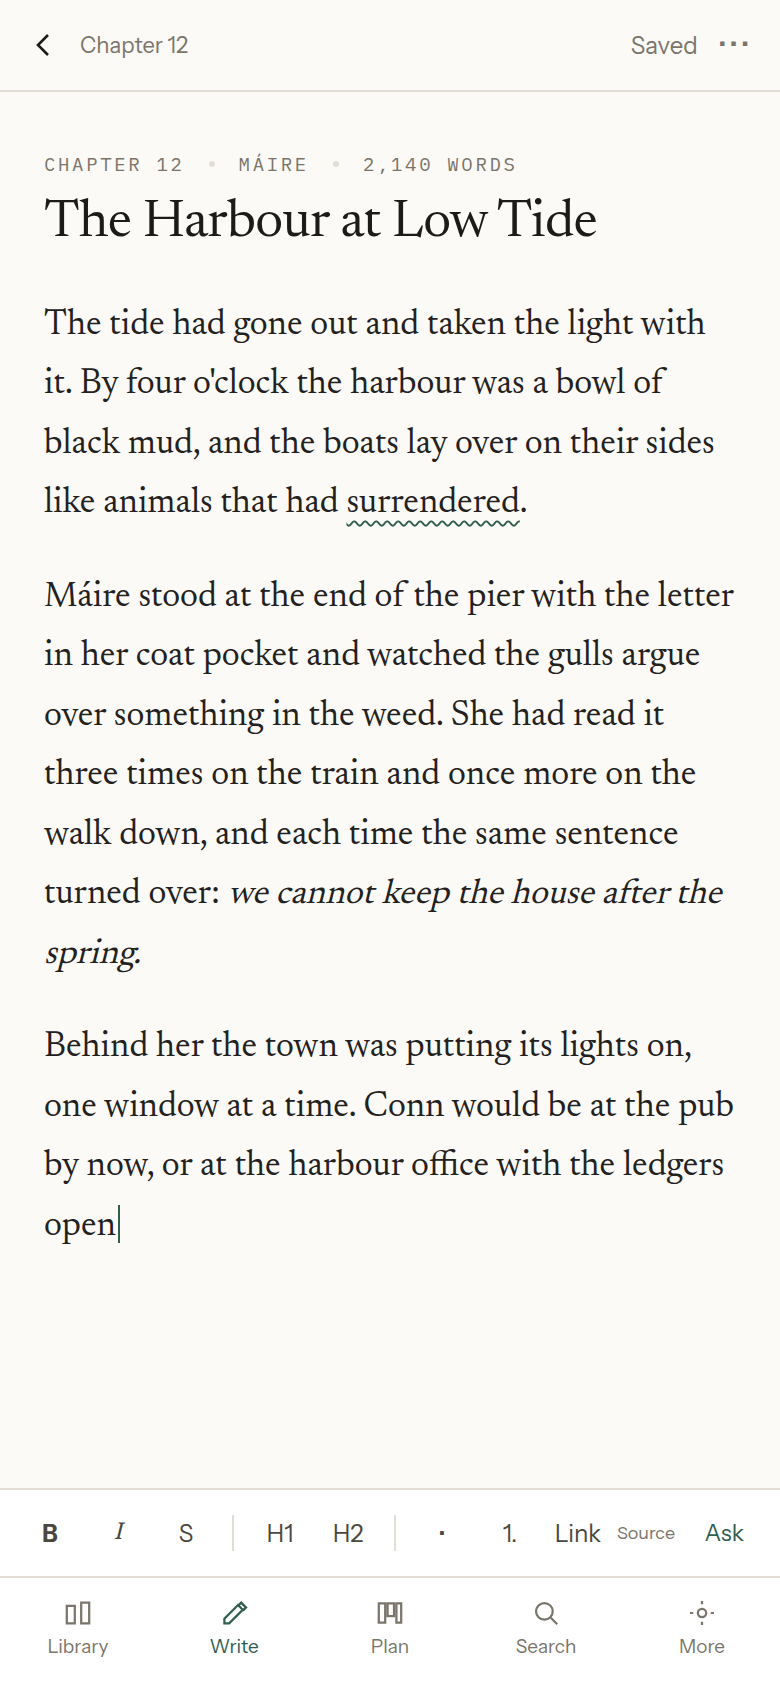 Chapter 12
Saved
CHAPTER 12 • MÁIRE • 2,140 WORDS
The Harbour at Low Tide
The tide had gone out and taken the light with
it. By four o'clock the harbour was a bowl of
black mud, and the boats lay over on their sides
like animals that had surrendered.
Máire stood at the end of the pier with the letter
in her coat pocket and watched the gulls argue
over something in the weed. She had read it
three times on the train and once more on the
walk down, and each time the same sentence
turned over: we cannot keep the house after the
spring.
Behind her the town was putting its lights on,
one window at a time. Conn would be at the pub
by now, or at the harbour office with the ledgers
open
B I S H1 H2 · 1. Link Source Ask
Library Write Plan Search More